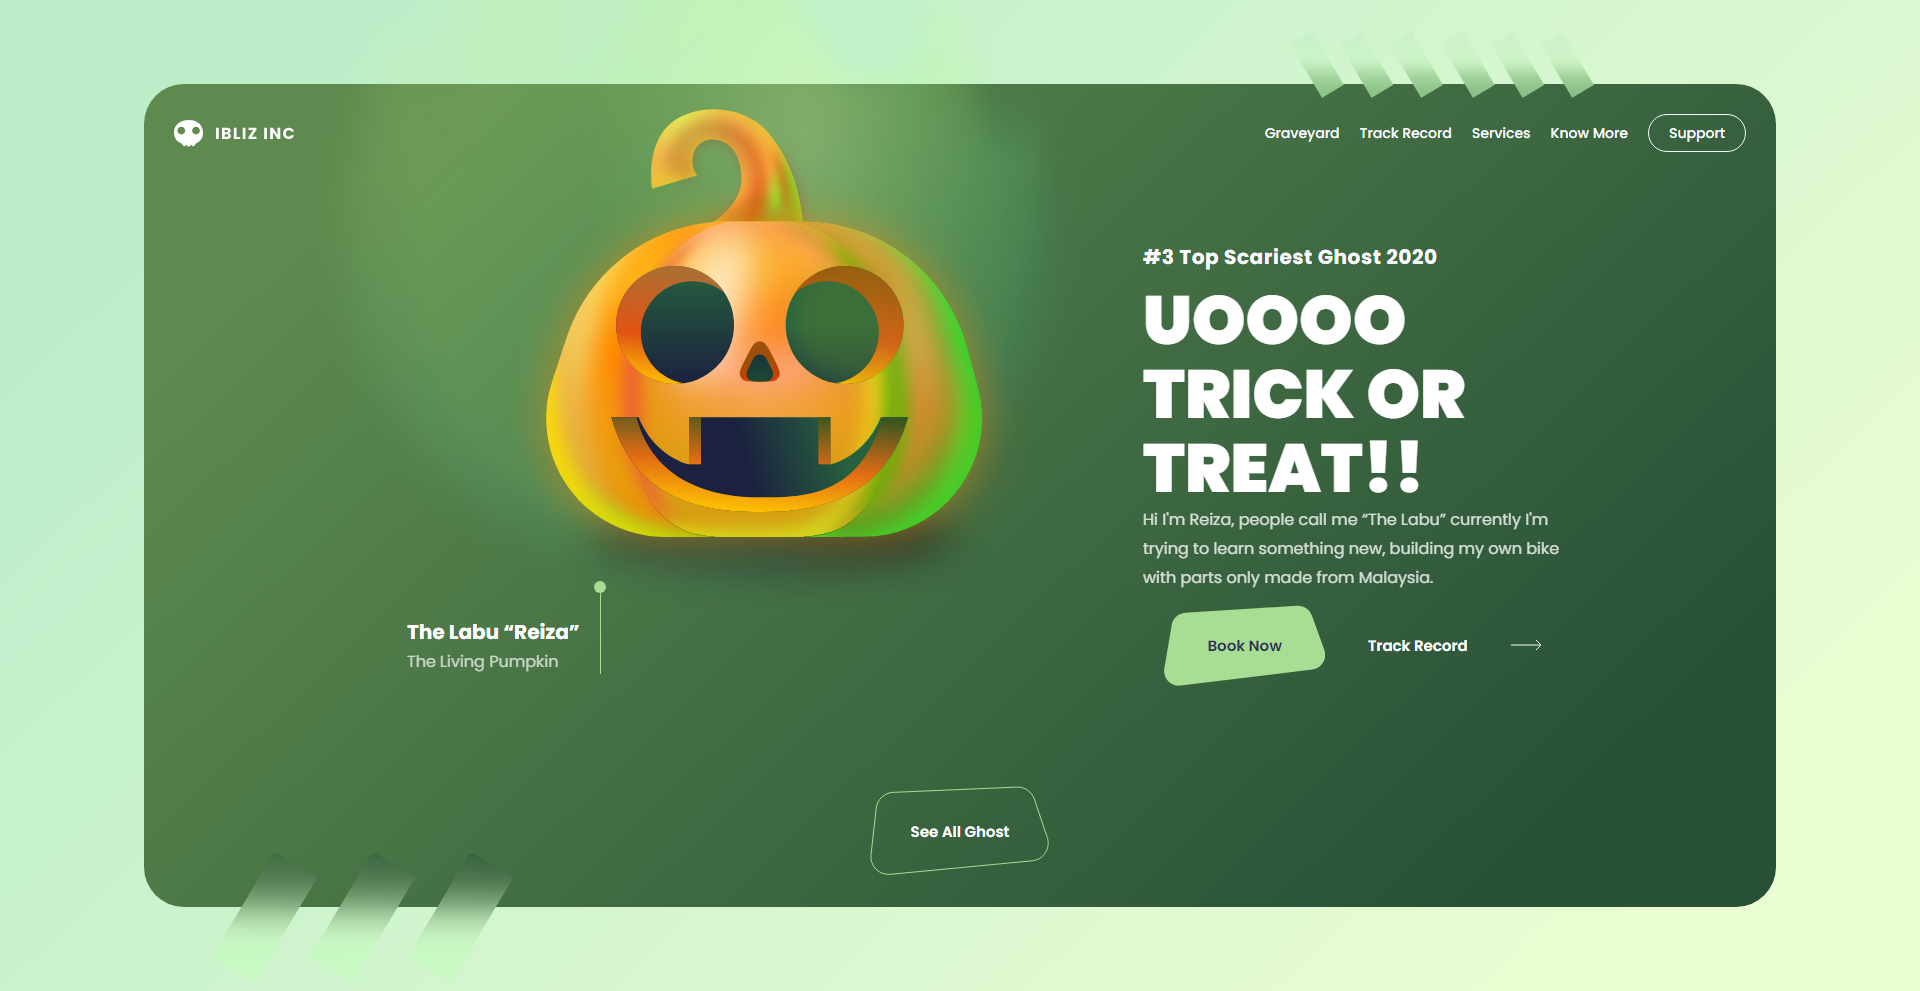 IBLIZ INC
Graveyard Track Record Services Know More Support
#3 Top Scariest Ghost 2020
UOOOO
TRICK OR
TREAT!!
Hi I'm Reiza, people call me “The Labu” currently I'm
trying to learn something new, building my own bike
with parts only made from Malaysia.
The Labu “Reiza”
The Living Pumpkin
Book Now Track Record
See All Ghost